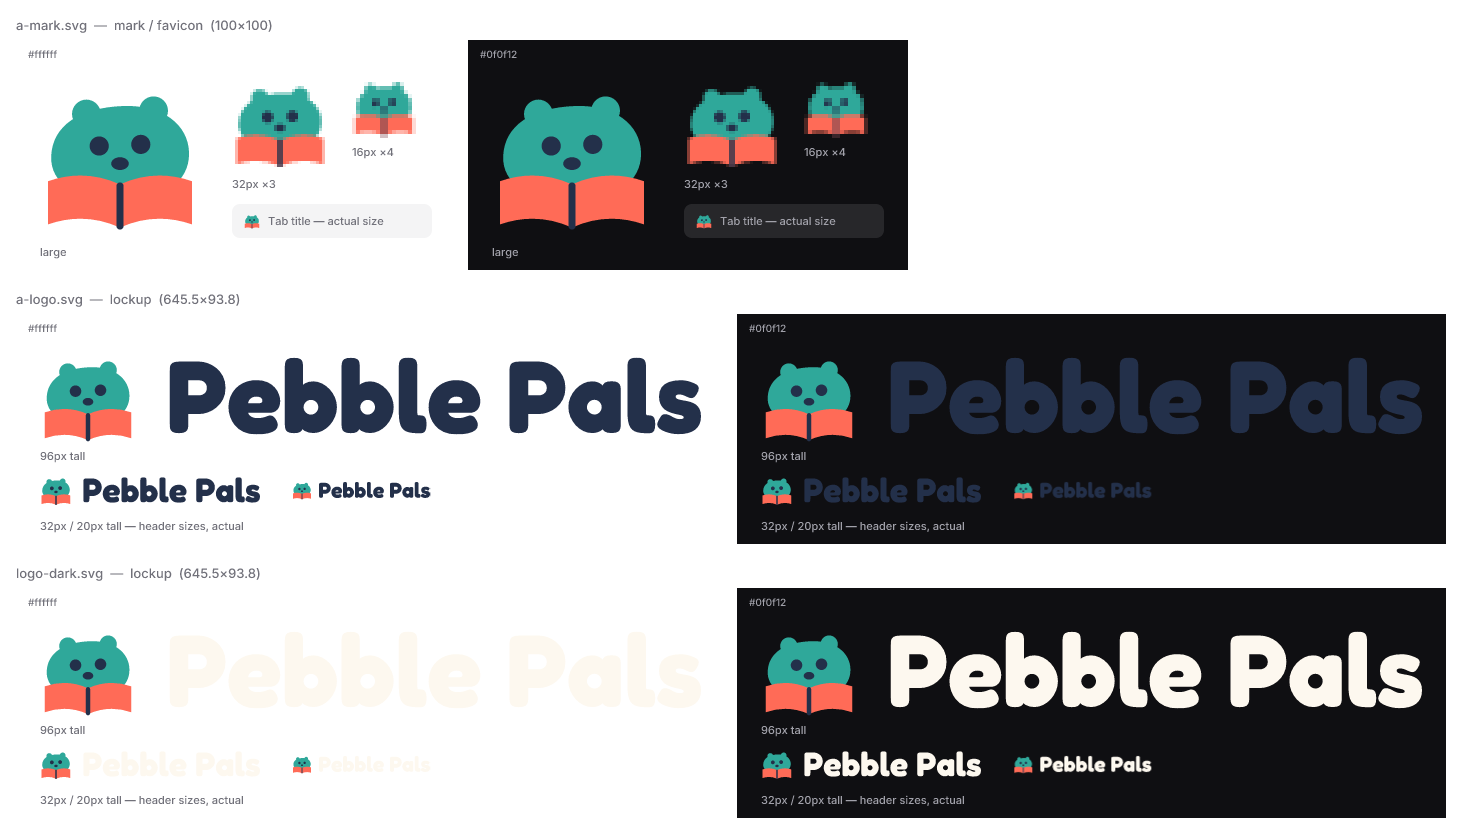 a-mark.svg — mark / favicon (100×100)
#ffffff
large
32px ×3
16px ×4
Tab title — actual size
#0f0f12
large
32px ×3
16px ×4
Tab title — actual size
a-logo.svg — lockup (645.5×93.8)
#ffffff
Pebble Pals
96px tall
Pebble Pals
Pebble Pals
32px / 20px tall — header sizes, actual
#0f0f12
Pebble Pals
96px tall
Pebble Pals
Pebble Pals
32px / 20px tall — header sizes, actual
logo-dark.svg — lockup (645.5×93.8)
#ffffff
Pebble Pals
96px tall
Pebble Pals
Pebble Pals
32px / 20px tall — header sizes, actual
#0f0f12
Pebble Pals
96px tall
Pebble Pals
Pebble Pals
32px / 20px tall — header sizes, actual